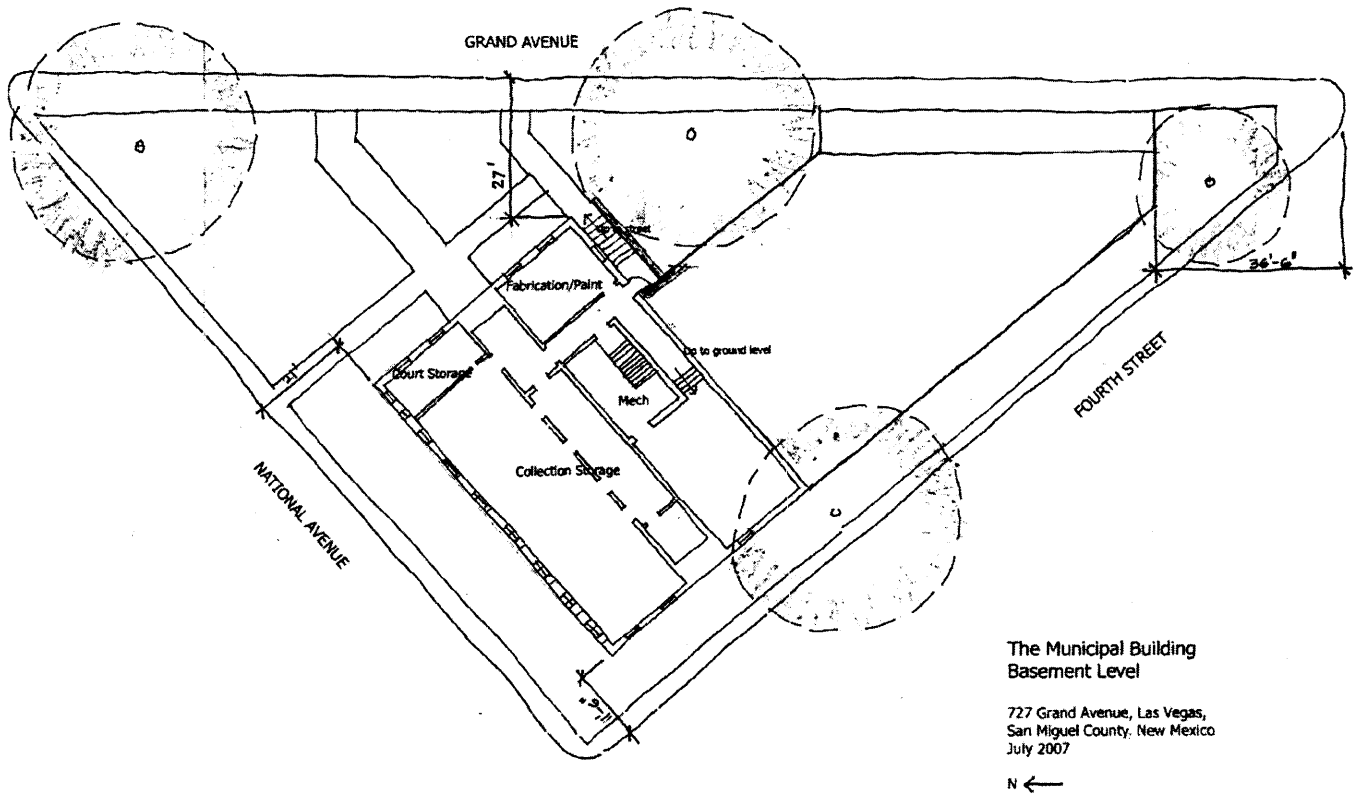 GRAND AVENUE
27'
Up to street
36'-6"
Fabrication/Paint
Up to ground level
FOURTH STREET
21'
Court Storage
Mech
Collection Storage
NATIONAL AVENUE
The Municipal Building
Basement Level
727 Grand Avenue, Las Vegas,
San Miguel County, New Mexico
July 2007
N